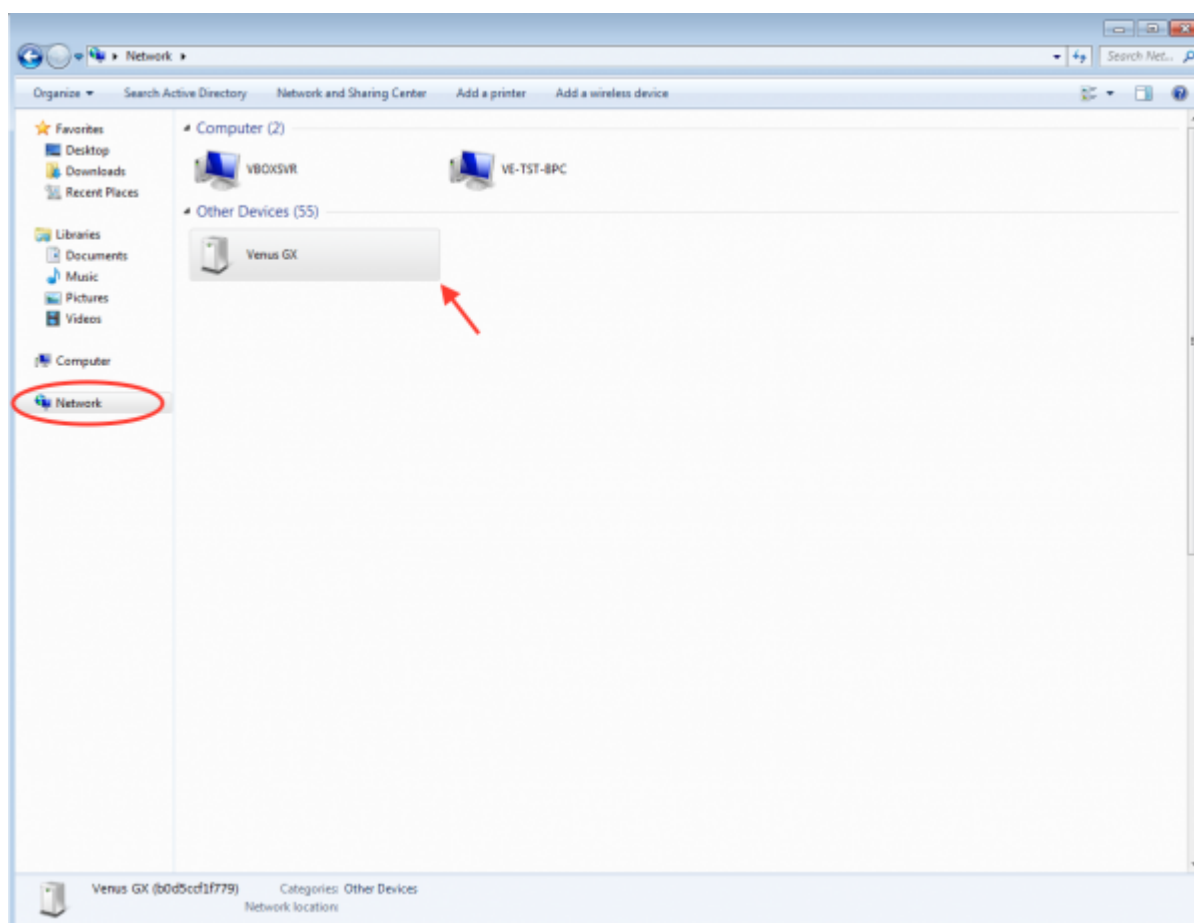 Network
Search Net...
Organize Search Active Directory Network and Sharing Center Add a printer Add a wireless device
Favorites
Desktop
Downloads
Recent Places
Libraries
Documents
Music
Pictures
Videos
Computer
Network
Computer (2)
VBOXSVR VE-TST-8PC
Other Devices (55)
Venus GX
Venus GX (b0d5ccf1f779) Categories: Other Devices
Network location: